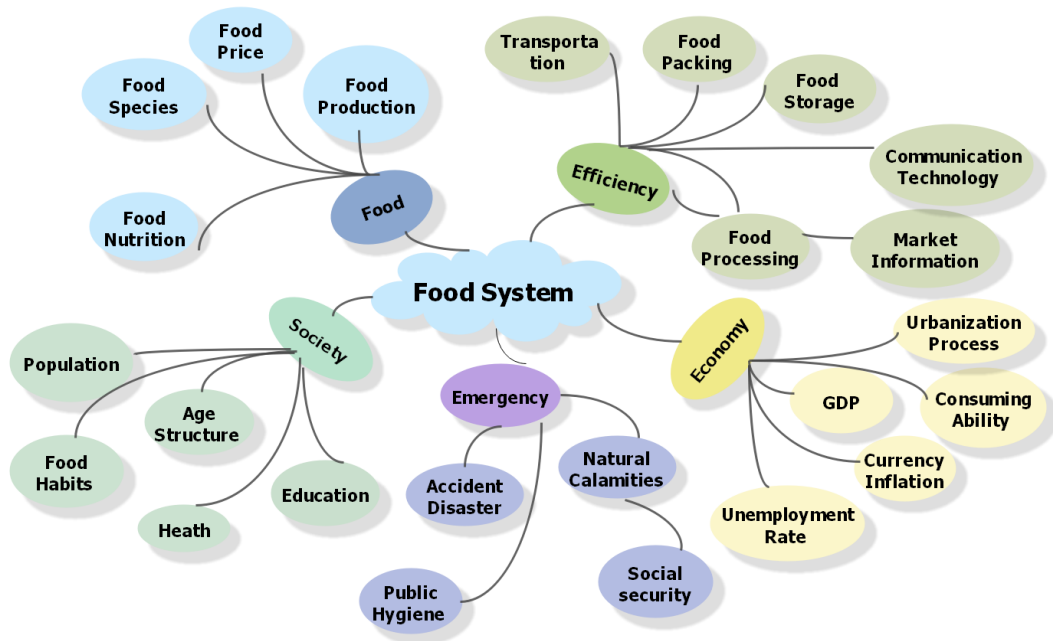 Food
Price
Food
Species
Food
Production
Food
Nutrition
Food
Transporta
tion
Food
Packing
Food
Storage
Communication
Technology
Efficiency
Food
Processing
Market
Information
Food System
Society
Population
Age
Structure
Food
Habits
Heath
Education
Emergency
Accident
Disaster
Natural
Calamities
Public
Hygiene
Social
security
Economy
Urbanization
Process
GDP
Consuming
Ability
Currency
Inflation
Unemployment
Rate